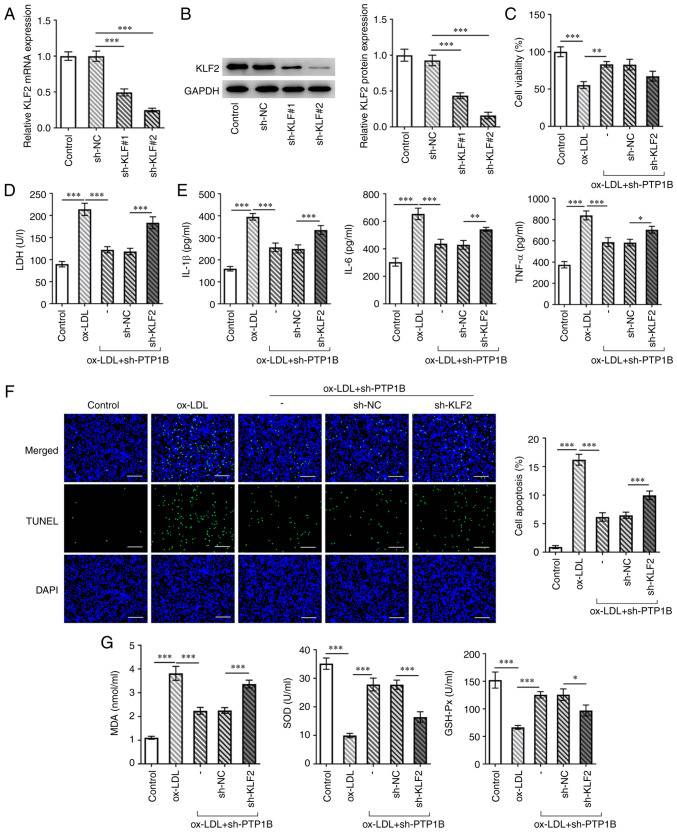 A
Relative KLF2 mRNA expression
1.5
1.0
0.5
0.0
***
***
Control
sh-NC
sh-KLF#1
sh-KLF#2
B
KLF2
GAPDH
Control
sh-NC
sh-KLF#1
sh-KLF#2
Relative KLF2 protein expression
1.5
1.0
0.5
0.0
***
***
Control
sh-NC
sh-KLF#1
sh-KLF#2
C
Cell viability (%)
150
100
50
0
***
**
Control
ox-LDL
-
sh-NC
sh-KLF2
ox-LDL+sh-PTP1B
D
LDH (U/l)
250
200
150
100
50
0
***
***
***
Control
ox-LDL
-
sh-NC
sh-KLF2
ox-LDL+sh-PTP1B
E
IL-1β (pg/ml)
500
400
300
200
100
0
***
***
***
Control
ox-LDL
-
sh-NC
sh-KLF2
ox-LDL+sh-PTP1B
IL-6 (pg/ml)
800
600
400
200
0
***
***
**
Control
ox-LDL
-
sh-NC
sh-KLF2
ox-LDL+sh-PTP1B
TNF-α (pg/ml)
1000
800
600
400
200
0
***
***
*
Control
ox-LDL
-
sh-NC
sh-KLF2
ox-LDL+sh-PTP1B
F
ox-LDL+sh-PTP1B
Control
ox-LDL
-
sh-NC
sh-KLF2
Merged
TUNEL
DAPI
Cell apoptosis (%)
20
15
10
5
0
***
***
***
Control
ox-LDL
-
sh-NC
sh-KLF2
ox-LDL+sh-PTP1B
G
MDA (nmol/ml)
5
4
3
2
1
0
***
***
***
Control
ox-LDL
-
sh-NC
sh-KLF2
ox-LDL+sh-PTP1B
SOD (U/ml)
40
30
20
10
0
***
***
***
Control
ox-LDL
-
sh-NC
sh-KLF2
ox-LDL+sh-PTP1B
GSH-Px (U/ml)
200
150
100
50
0
***
***
*
Control
ox-LDL
-
sh-NC
sh-KLF2
ox-LDL+sh-PTP1B